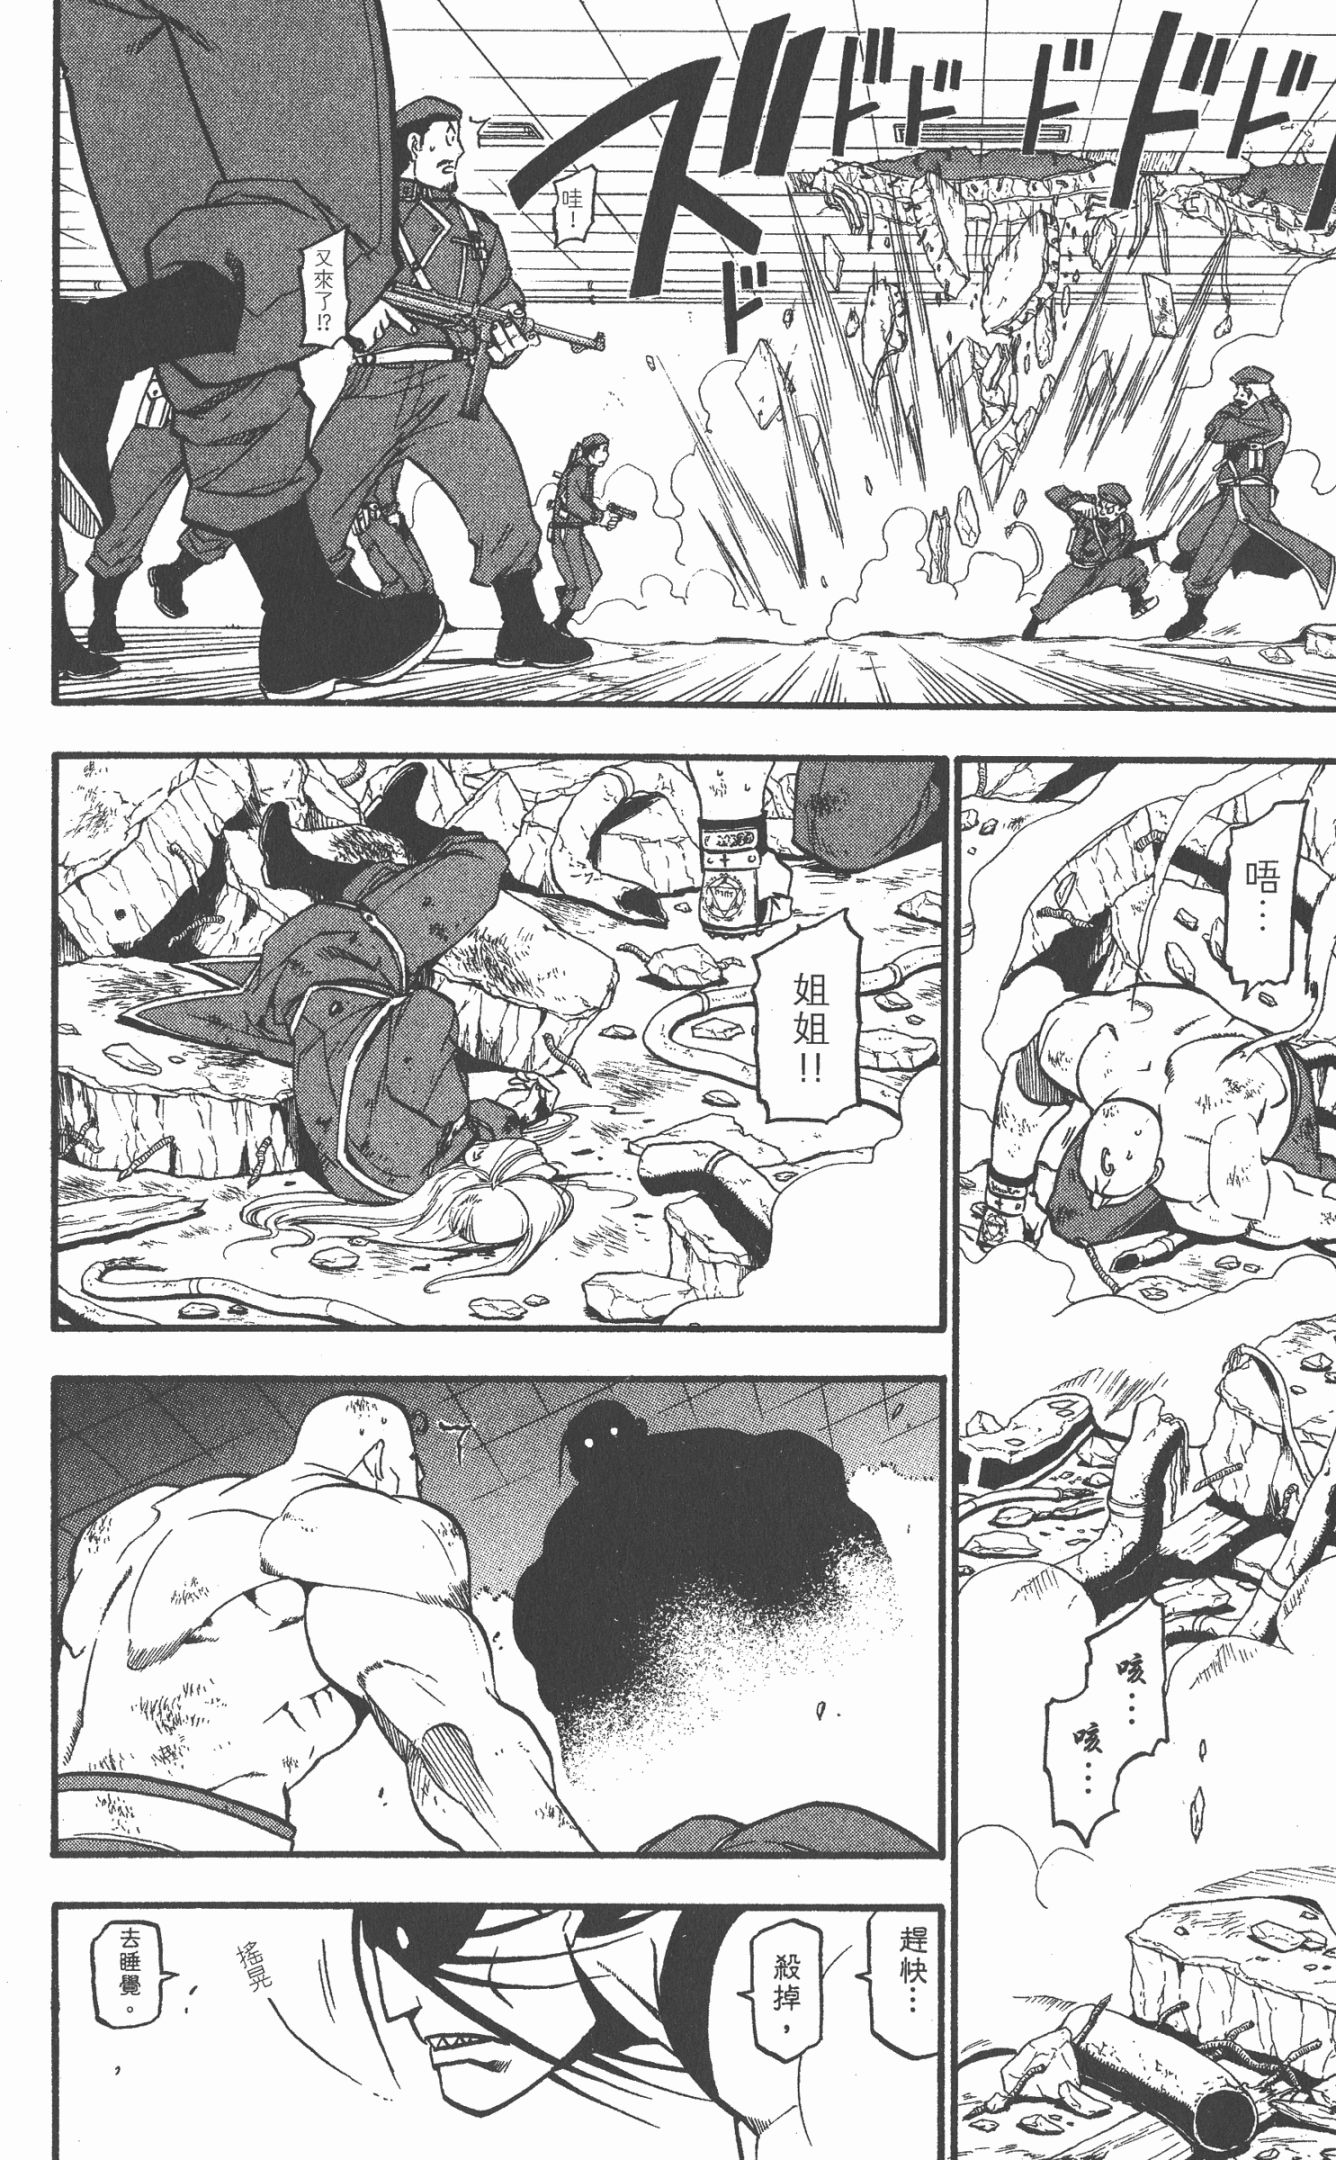 ズズドドドドドド
哇！
又來了!?
唔…
咳…
咳…
姐姐!!
趕快…
殺掉，
搖晃
去睡覺。